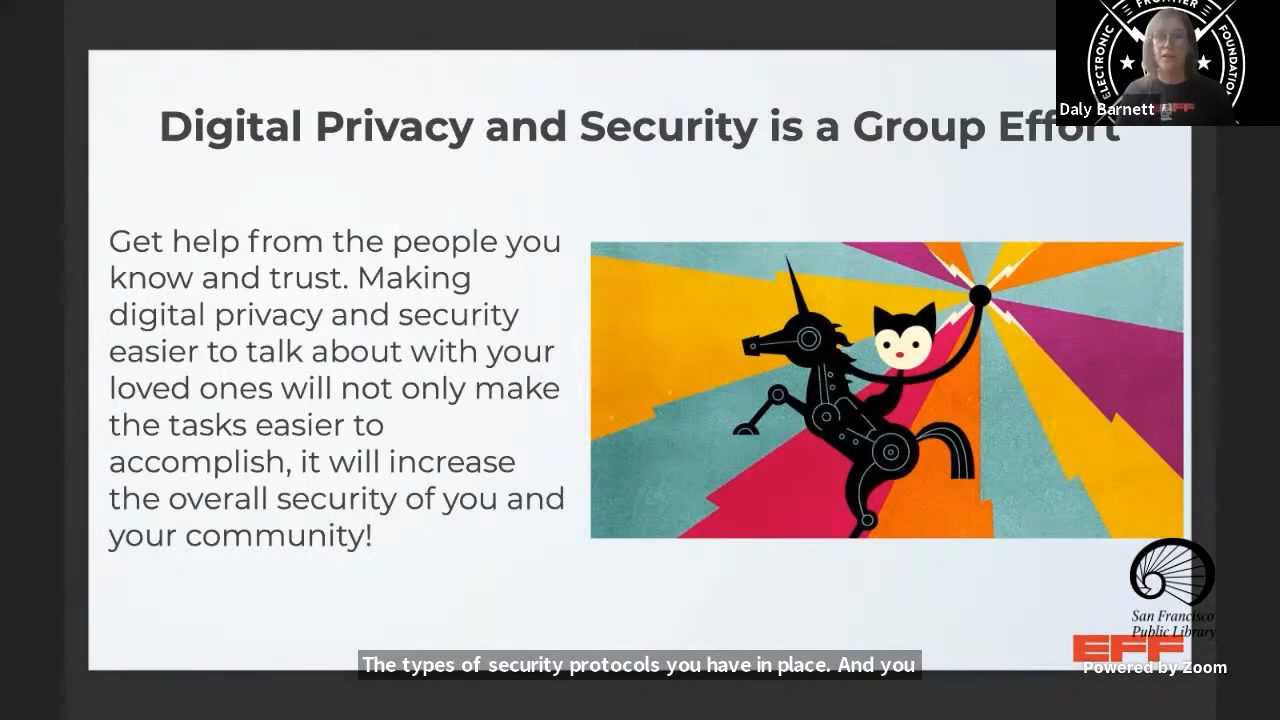 ELECTRONIC FRONTIER FOUNDATION
Daly Barnett
EFF
Digital Privacy and Security is a Group Effort
Get help from the people you
know and trust. Making
digital privacy and security
easier to talk about with your
loved ones will not only make
the tasks easier to
accomplish, it will increase
the overall security of you and
your community!
San Francisco
Public Library
EFF
Powered by Zoom
The types of security protocols you have in place. And you